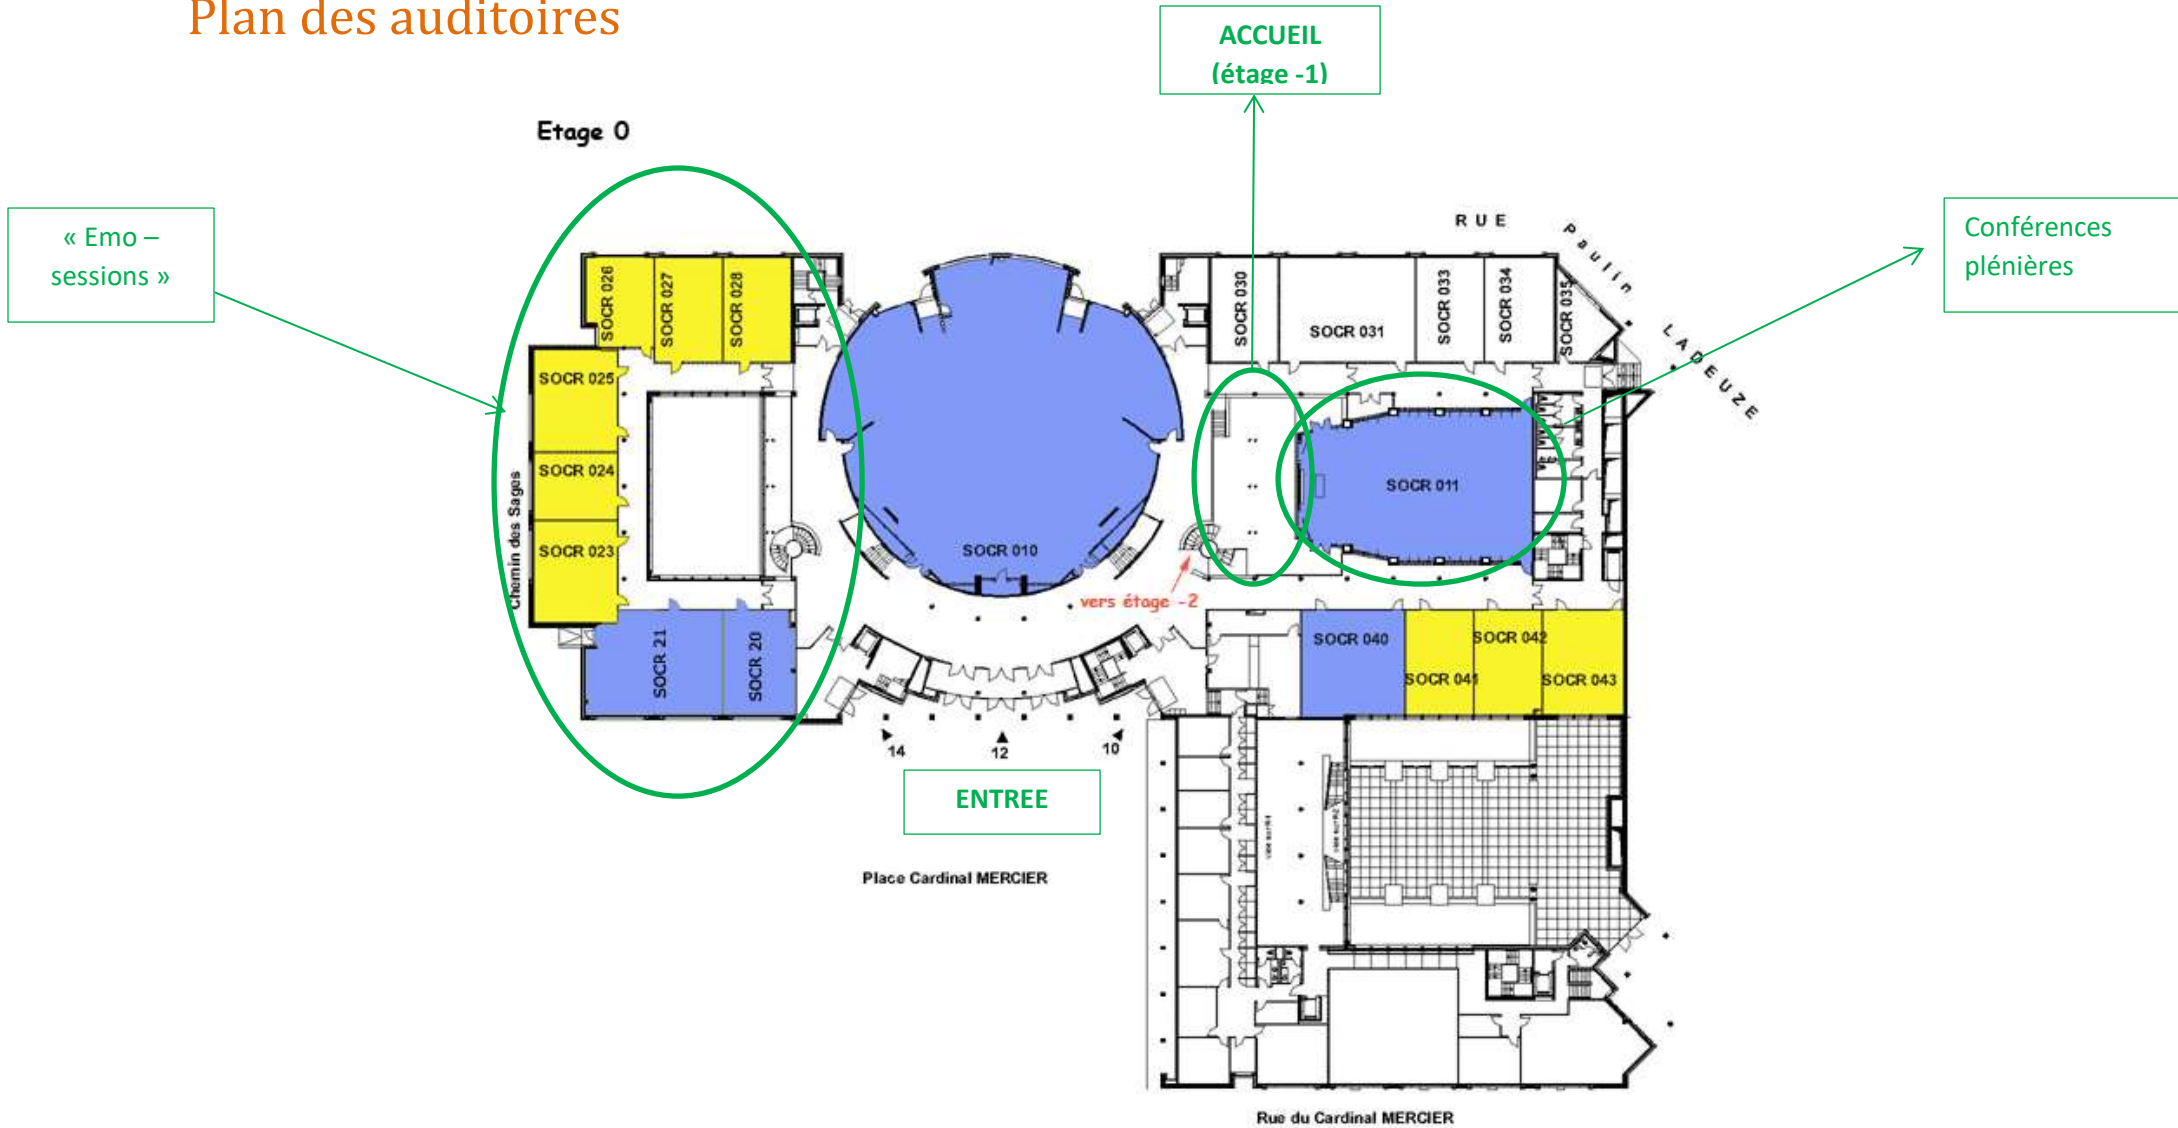 Plan des auditoires
ACCUEIL
(étage -1)
Etage 0
« Emo –
sessions »
Conférences
plénières
RUE
Paulin
LADEUZE
SOCR 026
SOCR 027
SOCR 028
SOCR 030
SOCR 031
SOCR 033
SOCR 034
SOCR 035
SOCR 025
SOCR 024
SOCR 023
Chemin des Sages
SOCR 010
SOCR 011
vers étage -2
SOCR 21
SOCR 20
SOCR 040
SOCR 041
SOCR 042
SOCR 043
14
12
10
ENTREE
Place Cardinal MERCIER
Rue du Cardinal MERCIER